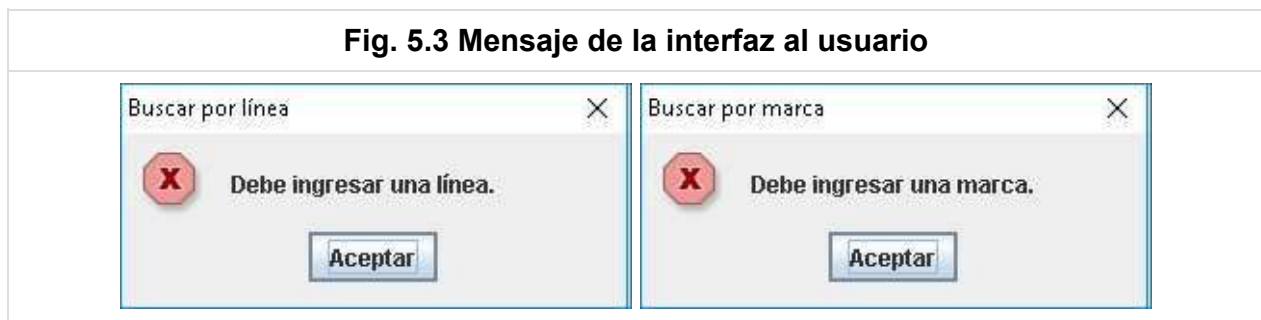 Fig. 5.3 Mensaje de la interfaz al usuario
Buscar por línea
X
Debe ingresar una línea.
Aceptar
Buscar por marca
X
Debe ingresar una marca.
Aceptar